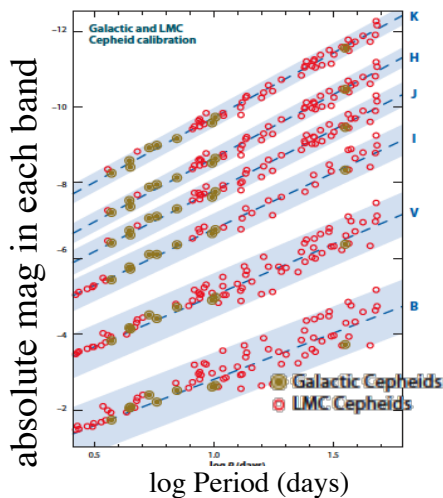 Galactic and LMC
Cepheid calibration
absolute mag in each band
−12
−10
−8
−6
−4
−2
K
H
J
I
V
B
Galactic Cepheids
LMC Cepheids
0.5
1.0
1.5
(days)
log Period (days)